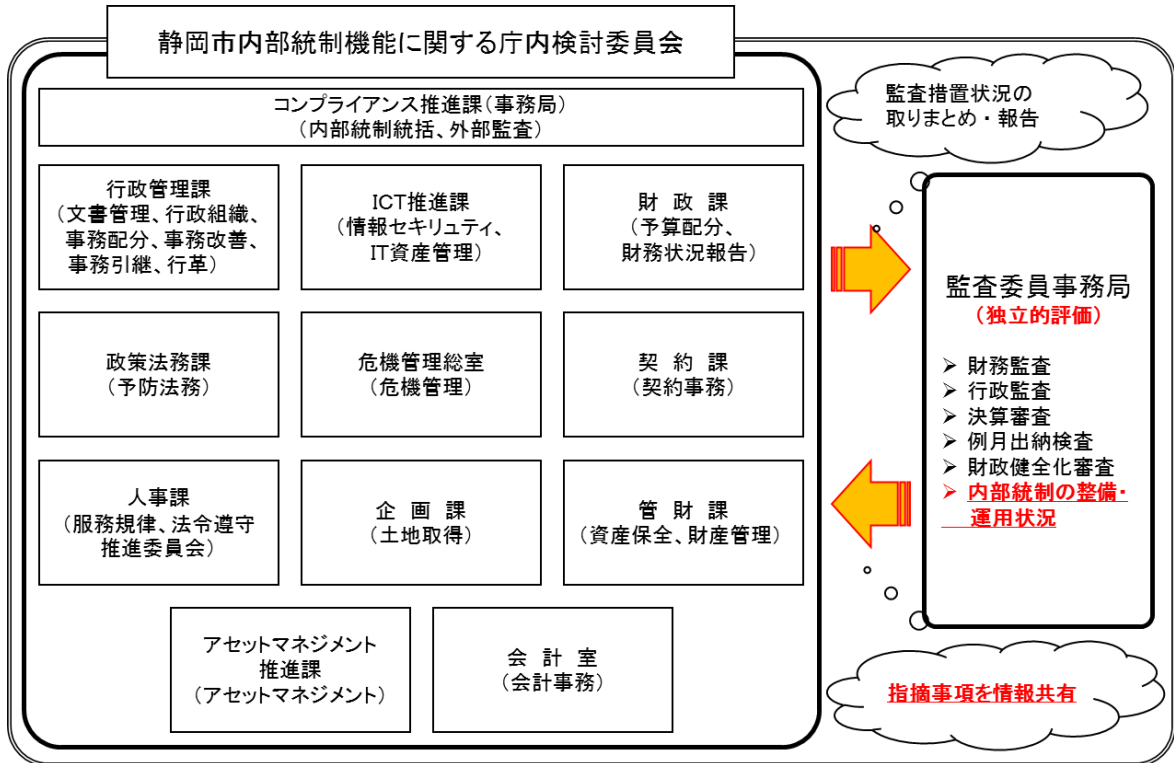 静岡市内部統制機能に関する庁内検討委員会
コンプライアンス推進課(事務局)
(内部統制統括、外部監査)
行政管理課
(文書管理、行政組織、
事務配分、事務改善、
事務引継、行革)
ICT推進課
(情報セキリュティ、
IT資産管理)
財 政 課
(予算配分、
財務状況報告)
政策法務課
(予防法務)
危機管理総室
(危機管理)
契 約 課
(契約事務)
人事課
(服務規律、法令遵守
推進委員会)
企 画 課
(土地取得)
管 財 課
(資産保全、財産管理)
アセットマネジメント
推進課
(アセットマネジメント)
会 計 室
(会計事務)
監査措置状況の
取りまとめ・報告
監査委員事務局
(独立的評価)
➢ 財務監査
➢ 行政監査
➢ 決算審査
➢ 例月出納検査
➢ 財政健全化審査
➢ 内部統制の整備・
運用状況
指摘事項を情報共有